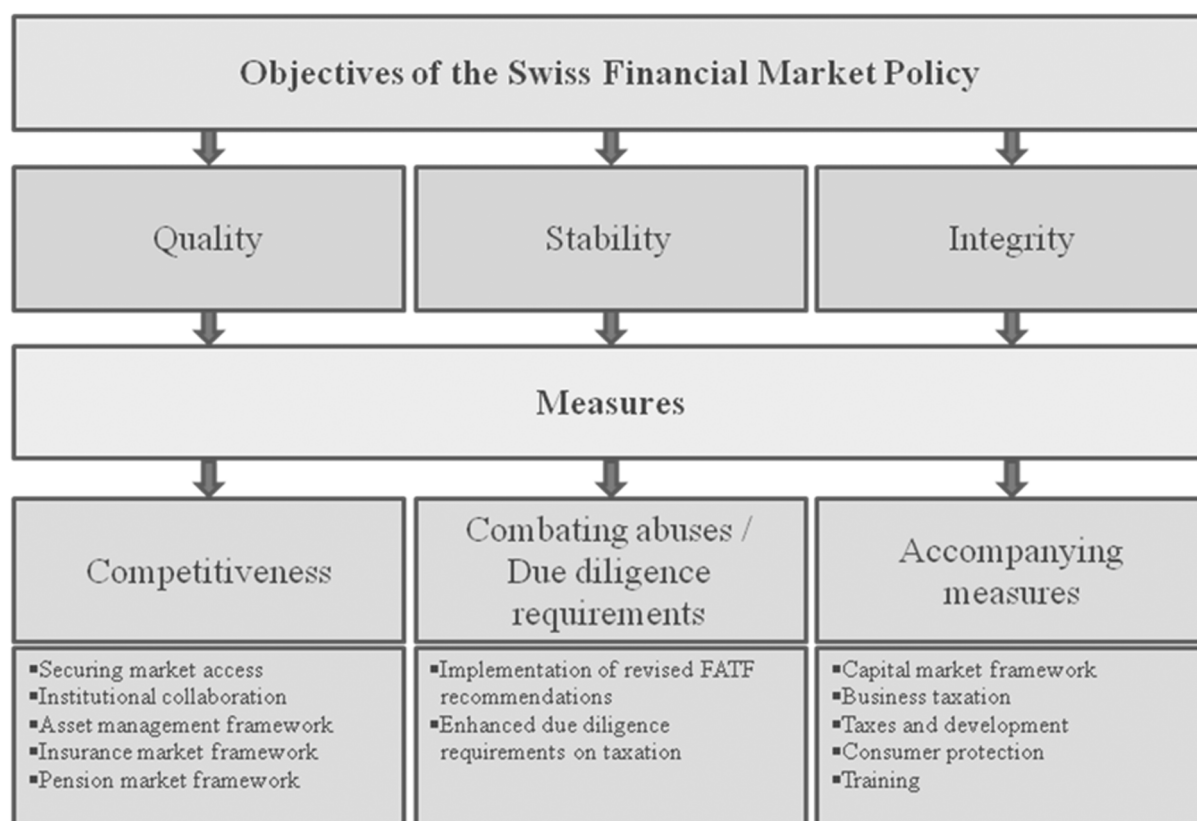 Objectives of the Swiss Financial Market Policy
Quality
Stability
Integrity
Measures
Competitiveness
Combating abuses /
Due diligence
requirements
Accompanying
measures
▪Securing market access
▪Institutional collaboration
▪Asset management framework
▪Insurance market framework
▪Pension market framework
▪Implementation of revised FATF
recommendations
▪Enhanced due diligence
requirements on taxation
▪Capital market framework
▪Business taxation
▪Taxes and development
▪Consumer protection
▪Training